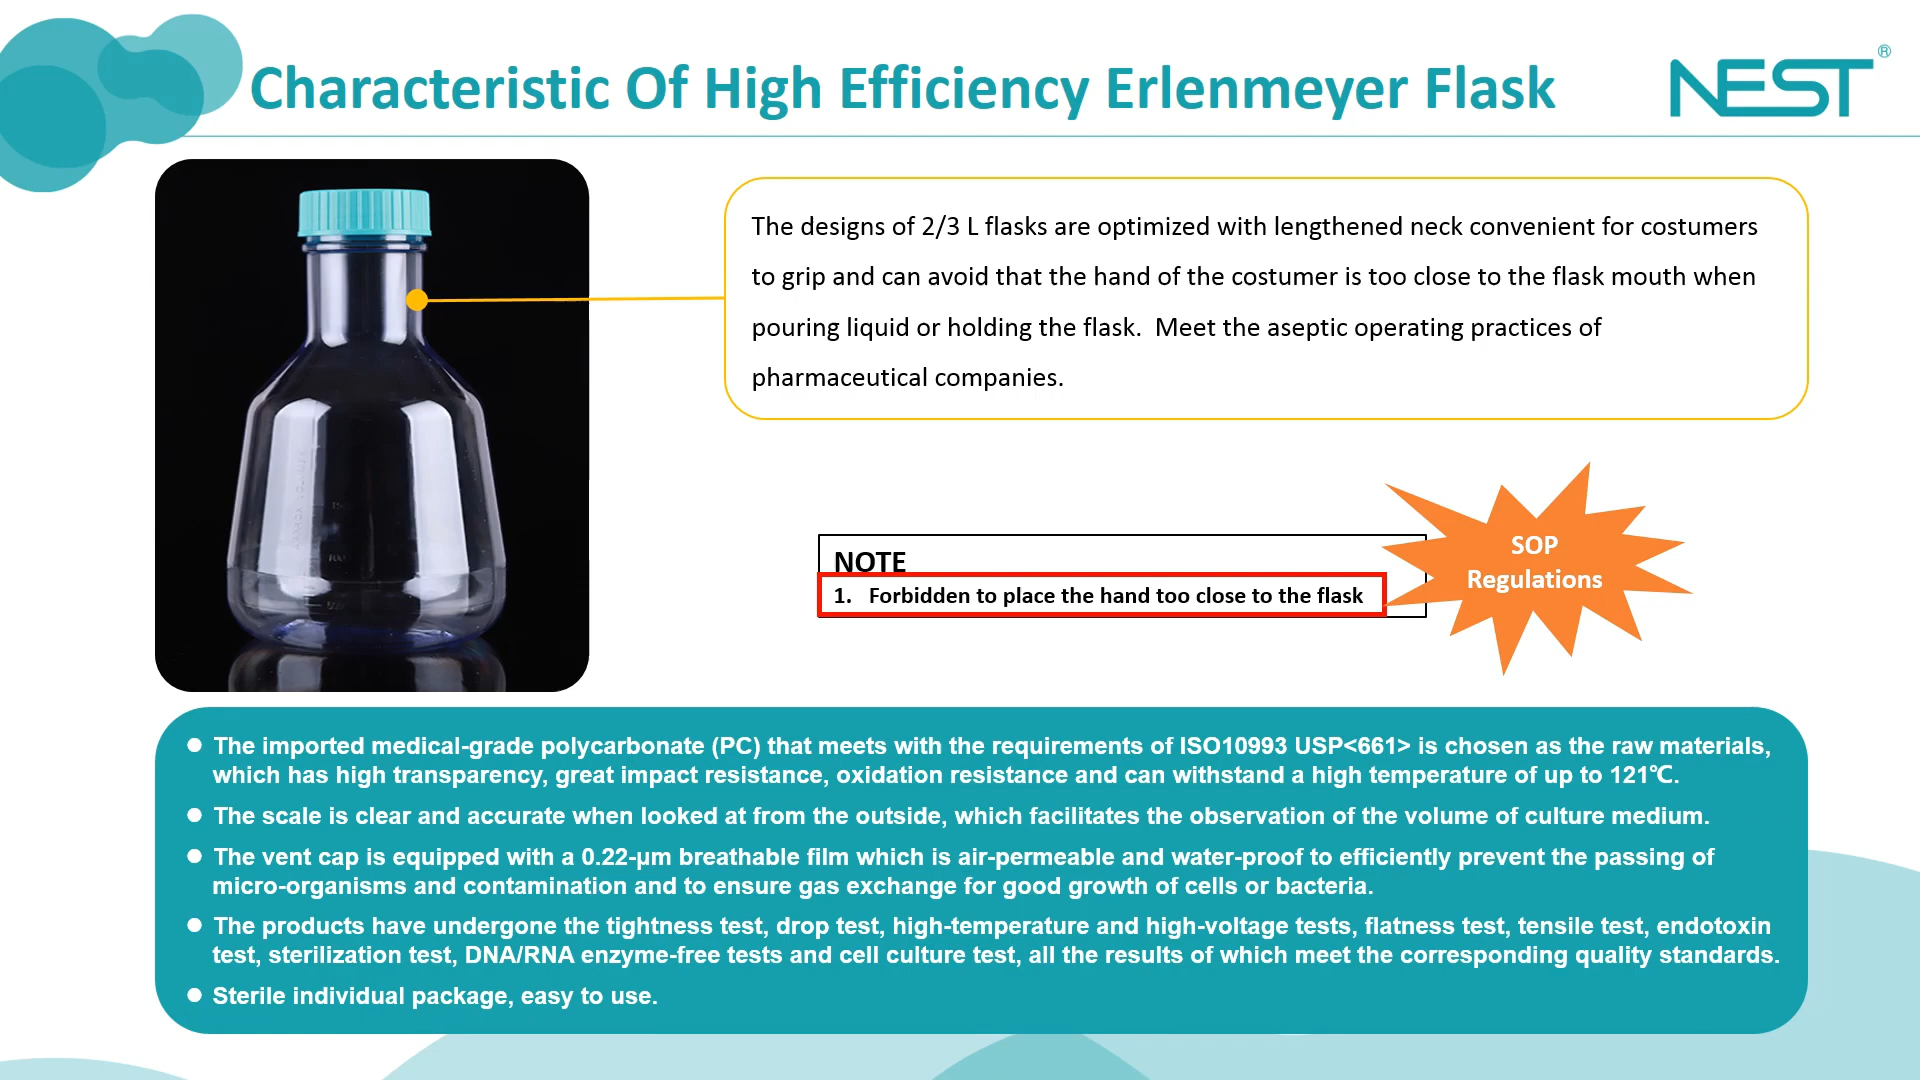 Characteristic Of High Efficiency Erlenmeyer Flask
NEST®
The designs of 2/3 L flasks are optimized with lengthened neck convenient for costumers
to grip and can avoid that the hand of the costumer is too close to the flask mouth when
pouring liquid or holding the flask.  Meet the aseptic operating practices of
pharmaceutical companies.
NOTE
1. Forbidden to place the hand too close to the flask
SOP
Regulations
● The imported medical-grade polycarbonate (PC) that meets with the requirements of ISO10993 USP<661> is chosen as the raw materials,
which has high transparency, great impact resistance, oxidation resistance and can withstand a high temperature of up to 121℃.
● The scale is clear and accurate when looked at from the outside, which facilitates the observation of the volume of culture medium.
● The vent cap is equipped with a 0.22-μm breathable film which is air-permeable and water-proof to efficiently prevent the passing of
micro-organisms and contamination and to ensure gas exchange for good growth of cells or bacteria.
● The products have undergone the tightness test, drop test, high-temperature and high-voltage tests, flatness test, tensile test, endotoxin
test, sterilization test, DNA/RNA enzyme-free tests and cell culture test, all the results of which meet the corresponding quality standards.
● Sterile individual package, easy to use.